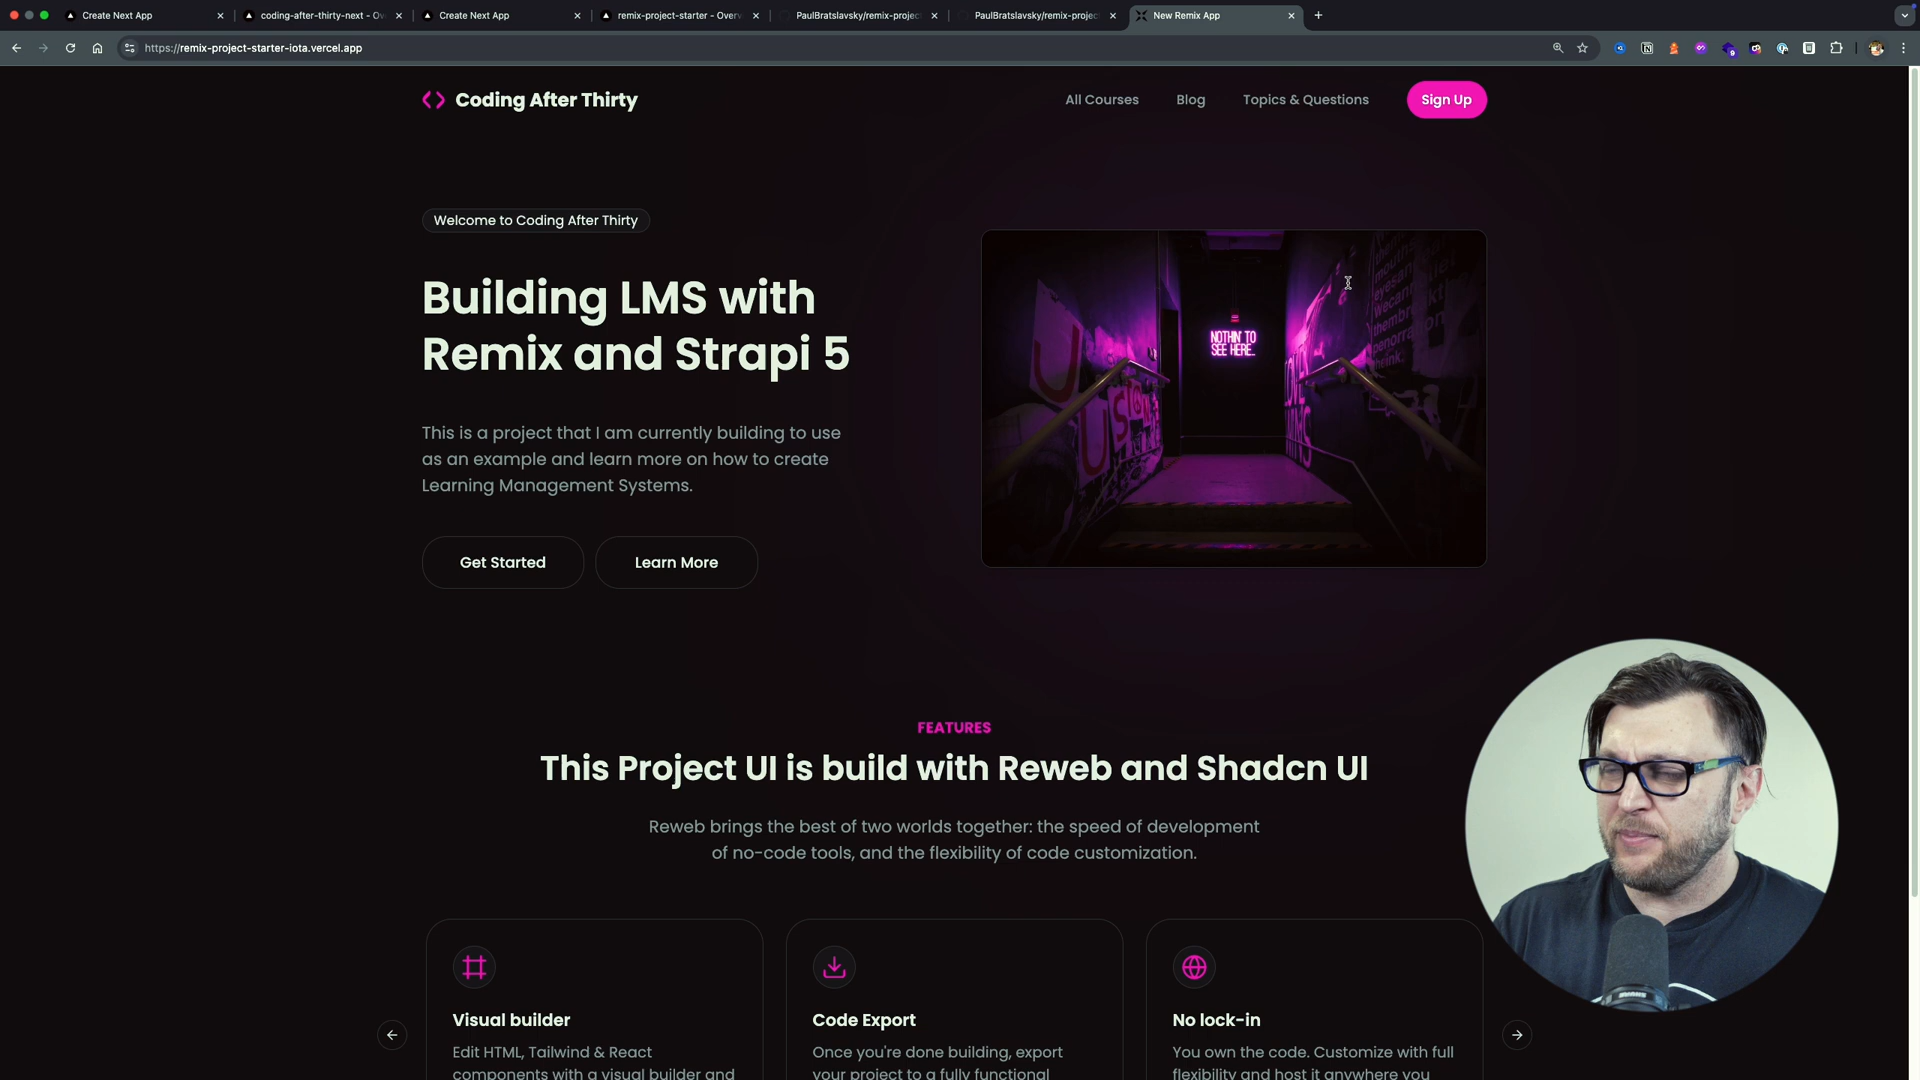 Create Next App
coding-after-thirty-next - Ov
Create Next App
remix-project-starter - Over
PaulBratslavsky/remix-projec
PaulBratslavsky/remix-projec
New Remix App
https://remix-project-starter-iota.vercel.app
Coding After Thirty
All Courses
Blog
Topics & Questions
Sign Up
Welcome to Coding After Thirty
Building LMS with
Remix and Strapi 5
This is a project that I am currently building to use
as an example and learn more on how to create
Learning Management Systems.
Get Started
Learn More
NOTHIN' TO
SEE HERE..
FEATURES
This Project UI is build with Reweb and Shadcn UI
Reweb brings the best of two worlds together: the speed of development
of no-code tools, and the flexibility of code customization.
Visual builder
Edit HTML, Tailwind & React
components with a visual builder and
Code Export
Once you're done building, export
your project to a fully functional
No lock-in
You own the code. Customize with full
flexibility and host it anywhere you